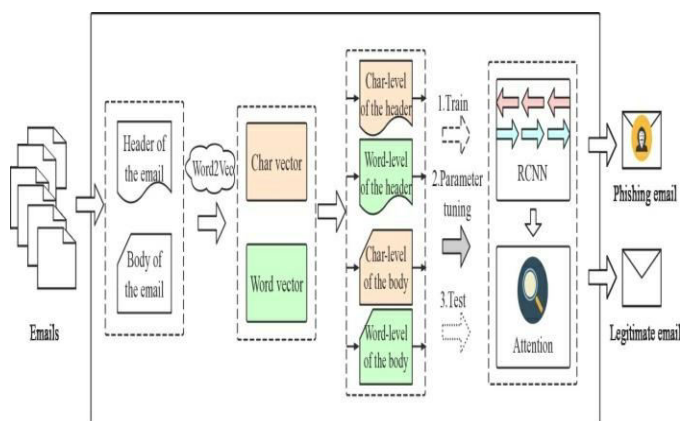 Emails
Header of
the email
Body of
the email
Word2Vec
Char vector
Word vector
Char-level
of the header
Word-level
of the header
Char-level
of the body
Word-level
of the body
1.Train
2.Parameter
tuning
3.Test
RCNN
Attention
Phishing email
Legitimate email